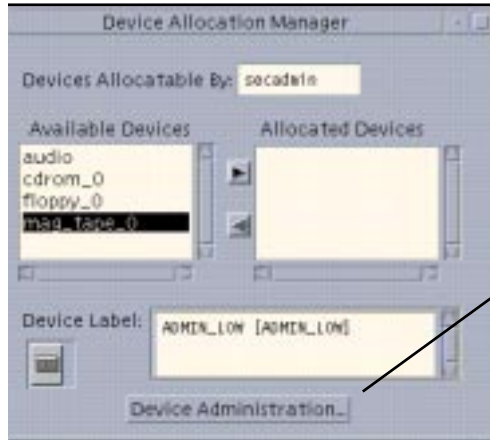 Device Allocation Manager
Devices Allocatable By: secadmin
Available Devices
Allocated Devices
audio
cdrom_0
floppy_0
mag_tape_0
Device Label:
ADMIN_LOW [ADMIN_LOW]
Device Administration...